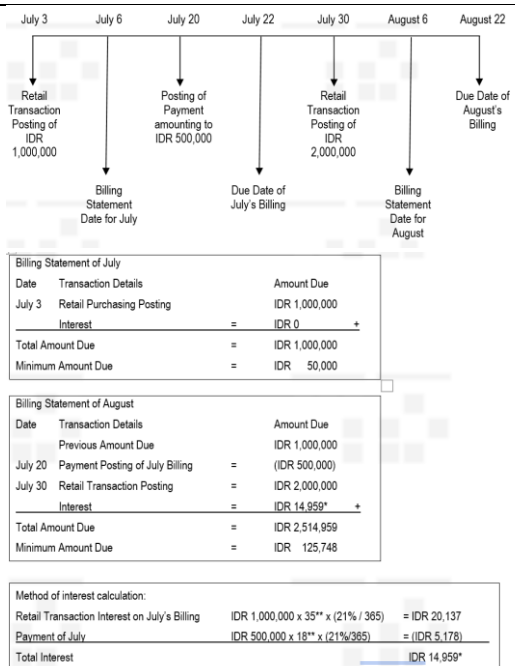 July 3 July 6 July 20 July 22 July 30 August 6 August 22
Retail
Transaction
Posting of
IDR
1,000,000
Posting of
Payment
amounting to
IDR 500,000
Retail
Transaction
Posting of
IDR
2,000,000
Due Date of
August's
Billing
Billing
Statement
Date for July
Due Date of
July's Billing
Billing
Statement
Date for
August
Billing Statement of July
Date Transaction Details Amount Due
July 3 Retail Purchasing Posting IDR 1,000,000
Interest = IDR 0 +
Total Amount Due = IDR 1,000,000
Minimum Amount Due = IDR 50,000
Billing Statement of August
Date Transaction Details Amount Due
Previous Amount Due IDR 1,000,000
July 20 Payment Posting of July Billing = (IDR 500,000)
July 30 Retail Transaction Posting = IDR 2,000,000
Interest = IDR 14,959* +
Total Amount Due = IDR 2,514,959
Minimum Amount Due = IDR 125,748
Method of interest calculation:
Retail Transaction Interest on July's Billing IDR 1,000,000 x 35** x (21% / 365) = IDR 20,137
Payment of July IDR 500,000 x 18** x (21%/365) = (IDR 5,178)
Total Interest IDR 14,959*